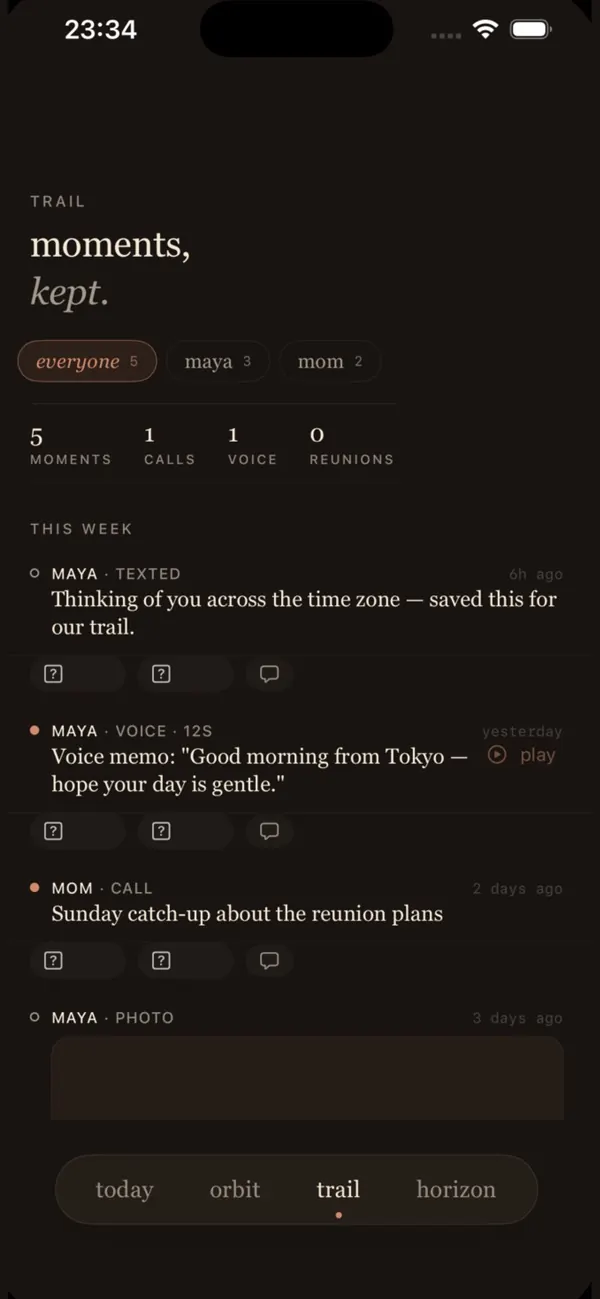 23:34
TRAIL
moments,
kept.
everyone 5 maya 3 mom 2
5 1 1 0
MOMENTS CALLS VOICE REUNIONS
THIS WEEK
MAYA · TEXTED 6h ago
Thinking of you across the time zone — saved this for
our trail.
? ?
MAYA · VOICE · 12S yesterday
Voice memo: "Good morning from Tokyo — play
hope your day is gentle."
? ?
MOM · CALL 2 days ago
Sunday catch-up about the reunion plans
? ?
MAYA · PHOTO 3 days ago
today orbit trail horizon